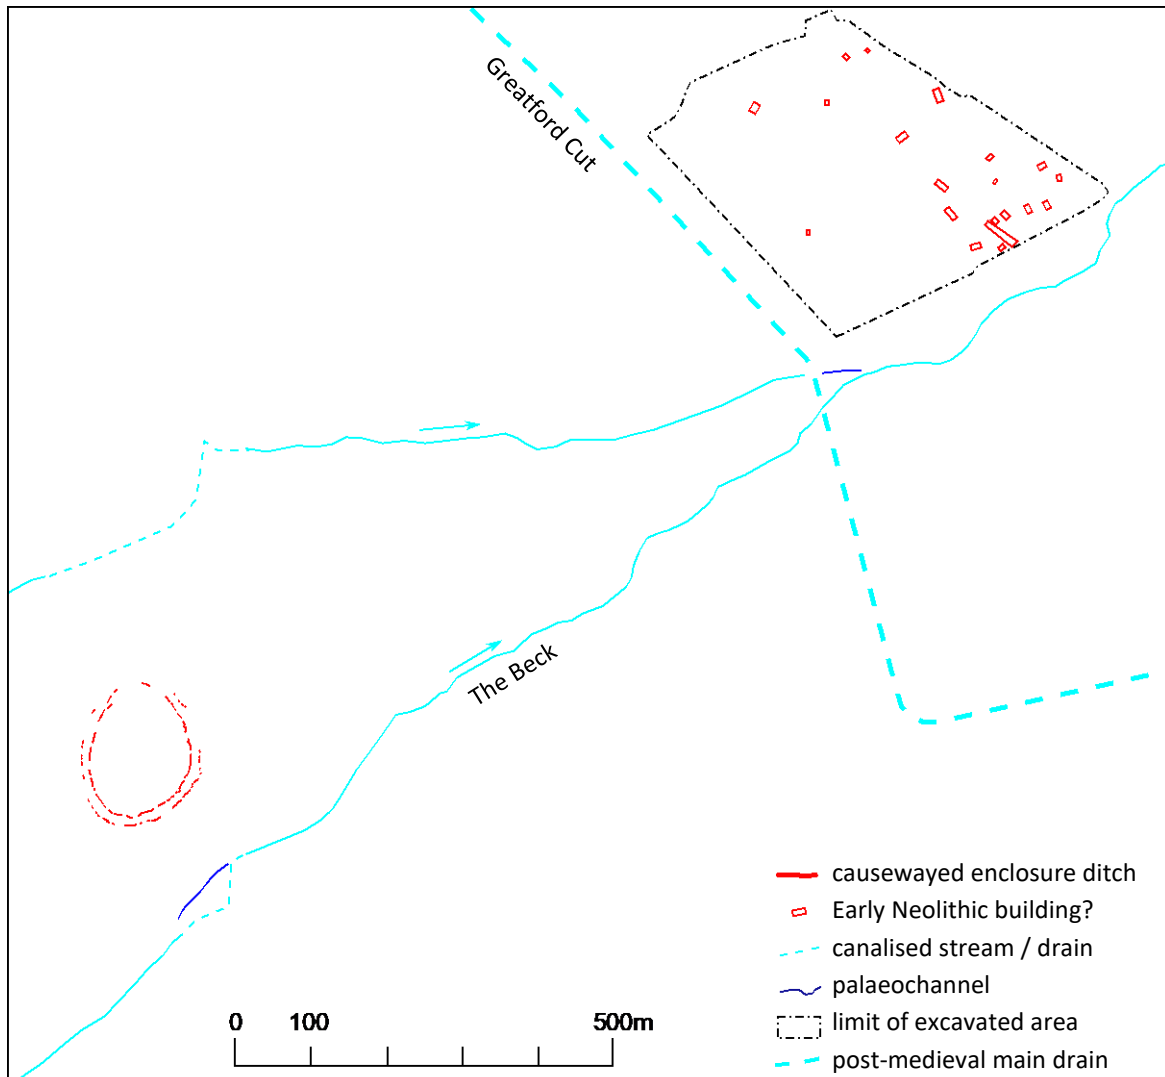 Greatford Cut
The Beck
causewayed enclosure ditch
Early Neolithic building?
canalised stream / drain
palaeochannel
limit of excavated area
post-medieval main drain
0 100 500m